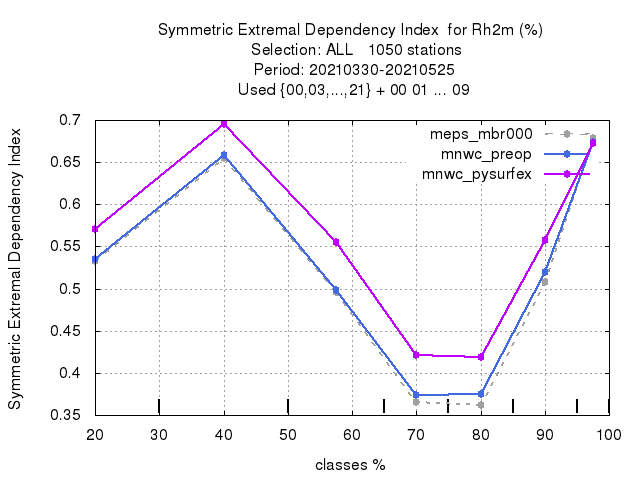 Symmetric Extremal Dependency Index  for Rh2m (%)
Selection: ALL   1050 stations
Period: 20210330-20210525
Used {00,03,...,21} + 00 01 ... 09
meps_mbr000
mnwc_preop
mnwc_pysurfex
Symmetric Extremal Dependency Index
0.7
0.65
0.6
0.55
0.5
0.45
0.4
0.35
20 30 40 50 60 70 80 90 100
classes %